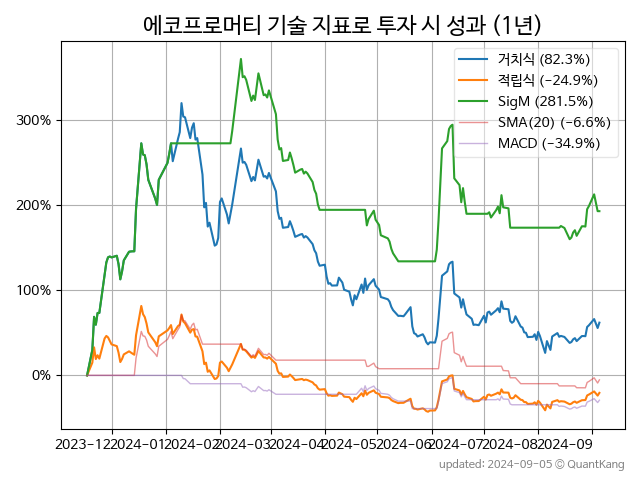 에코프로머티 기술 지표로 투자 시 성과 (1년)
거치식 (82.3%)
적립식 (−24.9%)
SigM (281.5%)
SMA(20) (−6.6%)
MACD (−34.9%)
300%
200%
100%
0%
2023-12 2024-01 2024-02 2024-03 2024-04 2024-05 2024-06 2024-07 2024-08 2024-09
updated: 2024-09-05 © QuantKang